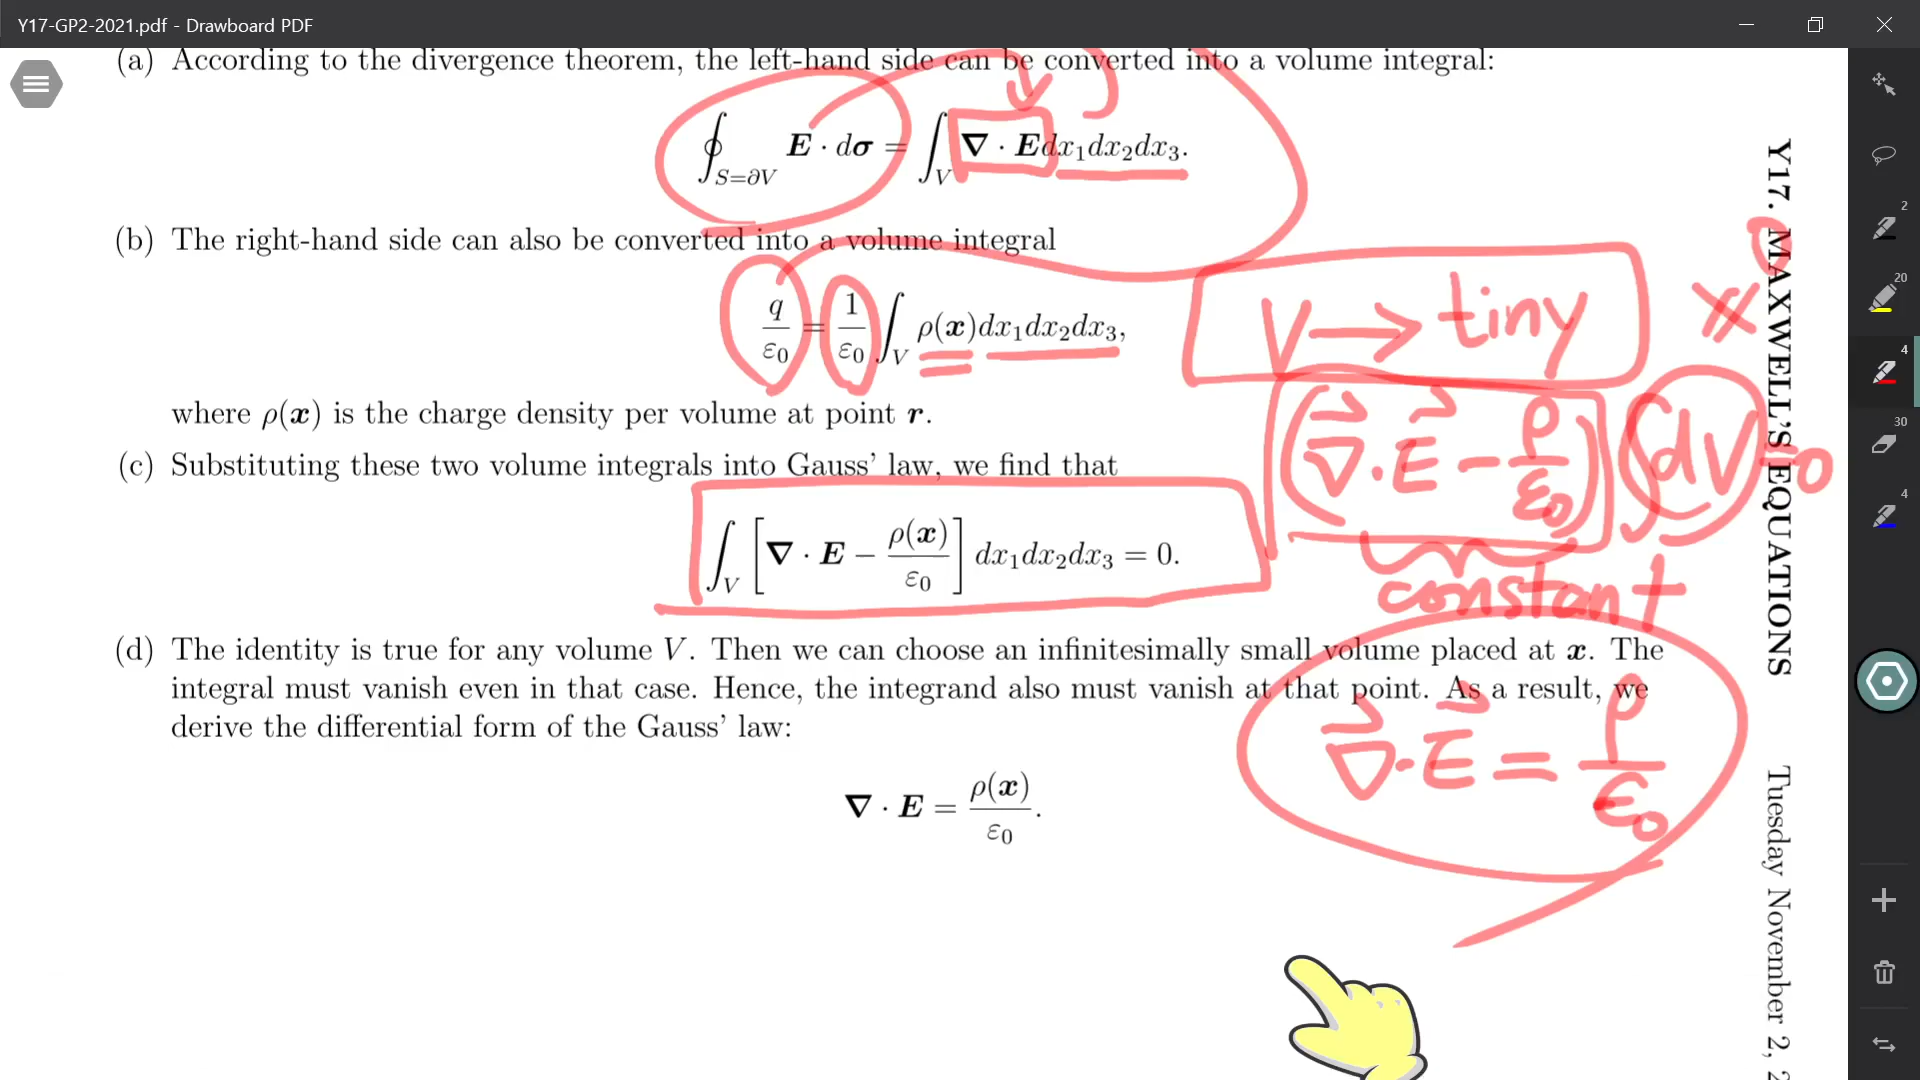 Y17-GP2-2021.pdf - Drawboard PDF
(a) According to the divergence theorem, the left-hand side can be converted into a volume integral:
∮_{S=∂V} E · dσ = ∫_V ∇ · E dx₁dx₂dx₃.
(b) The right-hand side can also be converted into a volume integral
q/ε₀ = 1/ε₀ ∫_V ρ(x)dx₁dx₂dx₃,
V → tiny
where ρ(x) is the charge density per volume at point r.
(∇ · E − ρ/ε₀) ∫dV = 0
constant
(c) Substituting these two volume integrals into Gauss' law, we find that
∫_V [∇ · E − ρ(x)/ε₀] dx₁dx₂dx₃ = 0.
(d) The identity is true for any volume V. Then we can choose an infinitesimally small volume placed at x. The
integral must vanish even in that case. Hence, the integrand also must vanish at that point. As a result, we
derive the differential form of the Gauss' law:
∇ · E = ρ(x)/ε₀.
∇ · E = ρ/ε₀
Y17. MAXWELL'S EQUATIONS
Tuesday November 2,
2
20
4
30
4